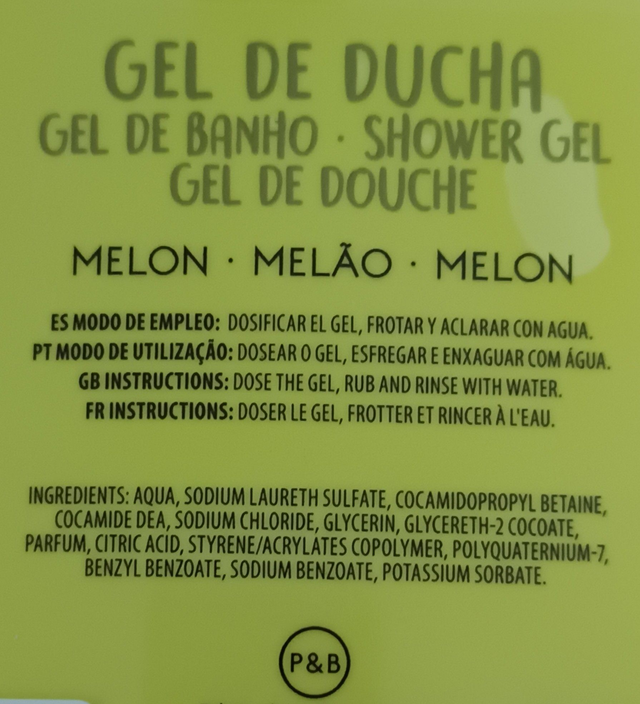 GEL DE DUCHA
GEL DE BANHO · SHOWER GEL
GEL DE DOUCHE
MELON · MELÃO · MELON
ES MODO DE EMPLEO: DOSIFICAR EL GEL, FROTAR Y ACLARAR CON AGUA.
PT MODO DE UTILIZAÇÃO: DOSEAR O GEL, ESFREGAR E ENXAGUAR COM ÁGUA.
GB INSTRUCTIONS: DOSE THE GEL, RUB AND RINSE WITH WATER.
FR INSTRUCTIONS: DOSER LE GEL, FROTTER ET RINCER À L'EAU.
INGREDIENTS: AQUA, SODIUM LAURETH SULFATE, COCAMIDOPROPYL BETAINE,
COCAMIDE DEA, SODIUM CHLORIDE, GLYCERIN, GLYCERETH-2 COCOATE,
PARFUM, CITRIC ACID, STYRENE/ACRYLATES COPOLYMER, POLYQUATERNIUM-7,
BENZYL BENZOATE, SODIUM BENZOATE, POTASSIUM SORBATE.
P&B